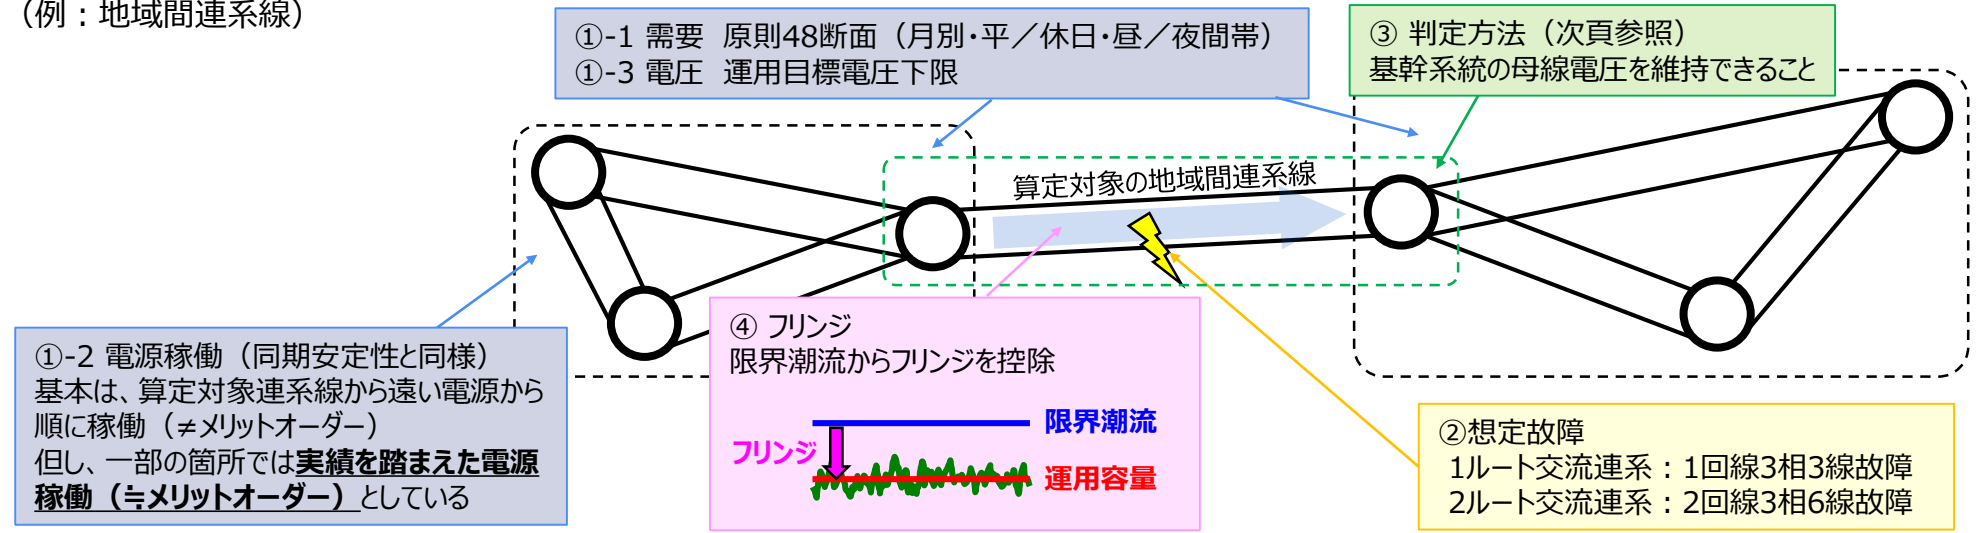 （例：地域間連系線）
①-1 需要　原則48断面（月別・平／休日・昼／夜間帯）
①-3 電圧　運用目標電圧下限
③ 判定方法（次頁参照）
基幹系統の母線電圧を維持できること
算定対象の地域間連系線
①-2 電源稼働（同期安定性と同様）
基本は、算定対象連系線から遠い電源から
順に稼働（≠メリットオーダー）
但し、一部の箇所では実績を踏まえた電源
稼働（≒メリットオーダー）としている
④ フリンジ
限界潮流からフリンジを控除
限界潮流
フリンジ
運用容量
②想定故障
1ルート交流連系：1回線3相3線故障
2ルート交流連系：2回線3相6線故障